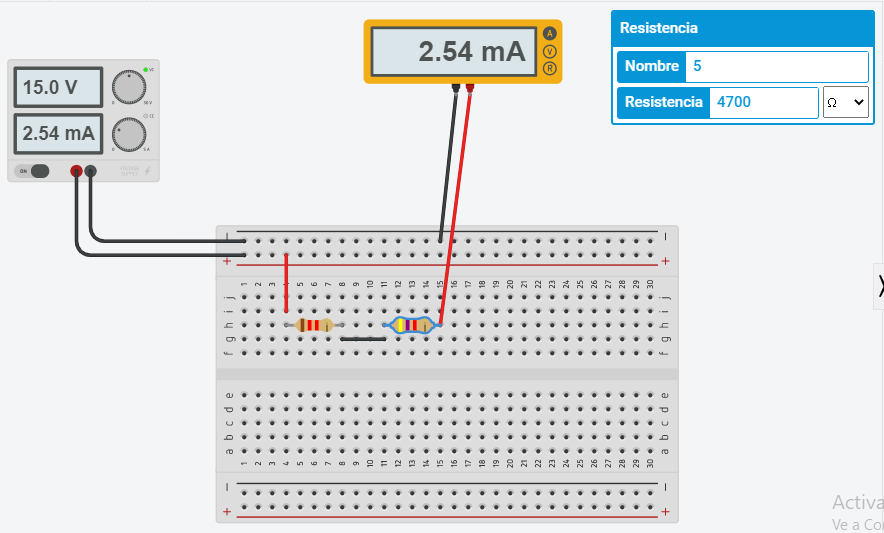 15.0 V
2.54 mA
ON
2.54 mA
A
V
R
Resistencia
Nombre 5
Resistencia 4700 Ω
− −
+ +
1 2 3 4 5 6 7 8 9 10 11 12 13 14 15 16 17 18 19 20 21 22 23 24 25 26 27 28 29 30
j j
i i
h h
g g
f f
e e
d d
c c
b b
a a
1 2 3 4 5 6 7 8 9 10 11 12 13 14 15 16 17 18 19 20 21 22 23 24 25 26 27 28 29 30
− −
+ +
Activa
Ve a Co